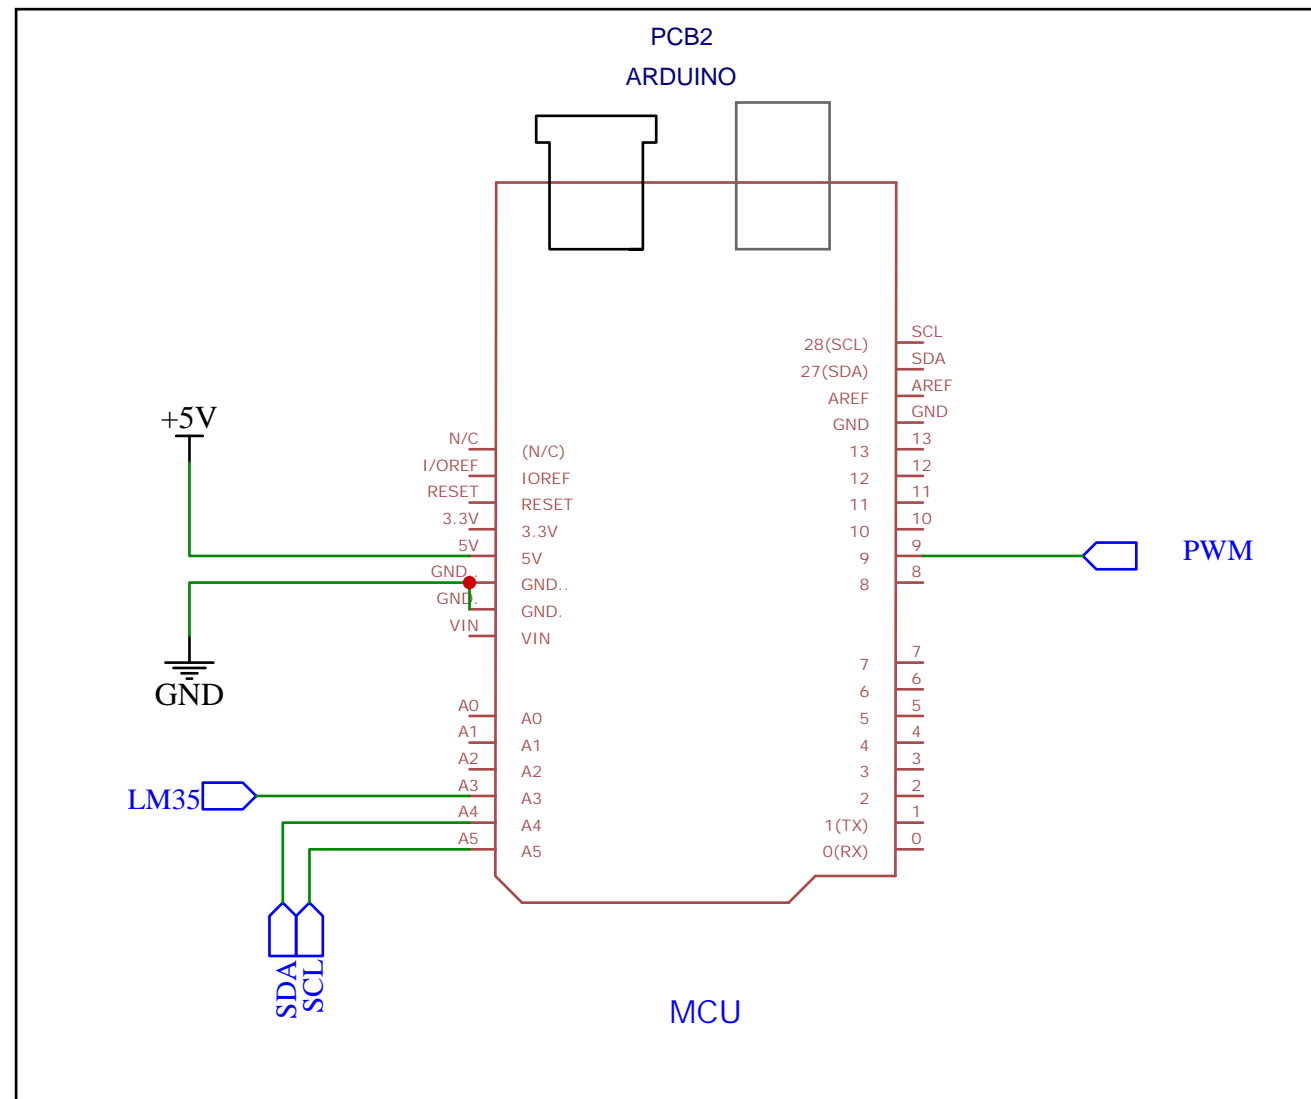 PCB2
ARDUINO
SCL
28(SCL)
SDA
27(SDA)
AREF
AREF
GND
GND
+5V
N/C
(N/C)
13
13
I/OREF
IOREF
12
12
RESET
RESET
11
11
3.3V
3.3V
10
10
5V
5V
9
9
PWM
GND..
GND..
8
8
GND.
GND.
VIN
VIN
GND
7
7
6
6
A0
A0
5
5
A1
A1
4
4
A2
A2
3
3
LM35
A3
A3
2
2
A4
A4
1
1(TX)
A5
A5
0
0(RX)
SDA
SCL
MCU